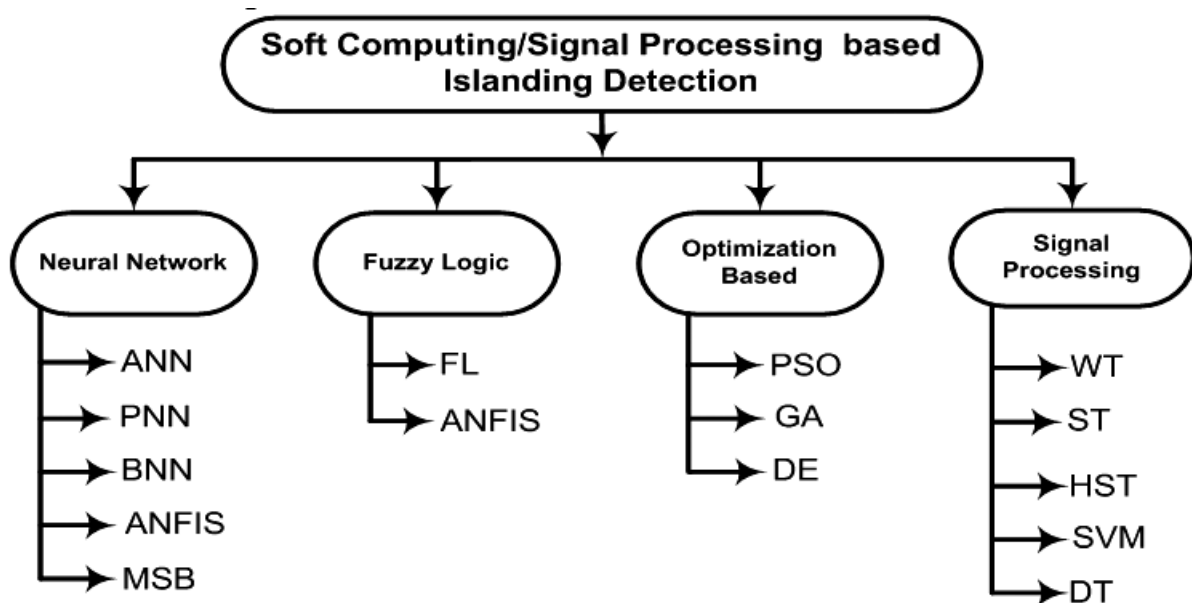 Soft Computing/Signal Processing based
Islanding Detection
Neural Network
Fuzzy Logic
Optimization
Based
Signal
Processing
ANN
PNN
BNN
ANFIS
MSB
FL
ANFIS
PSO
GA
DE
WT
ST
HST
SVM
DT